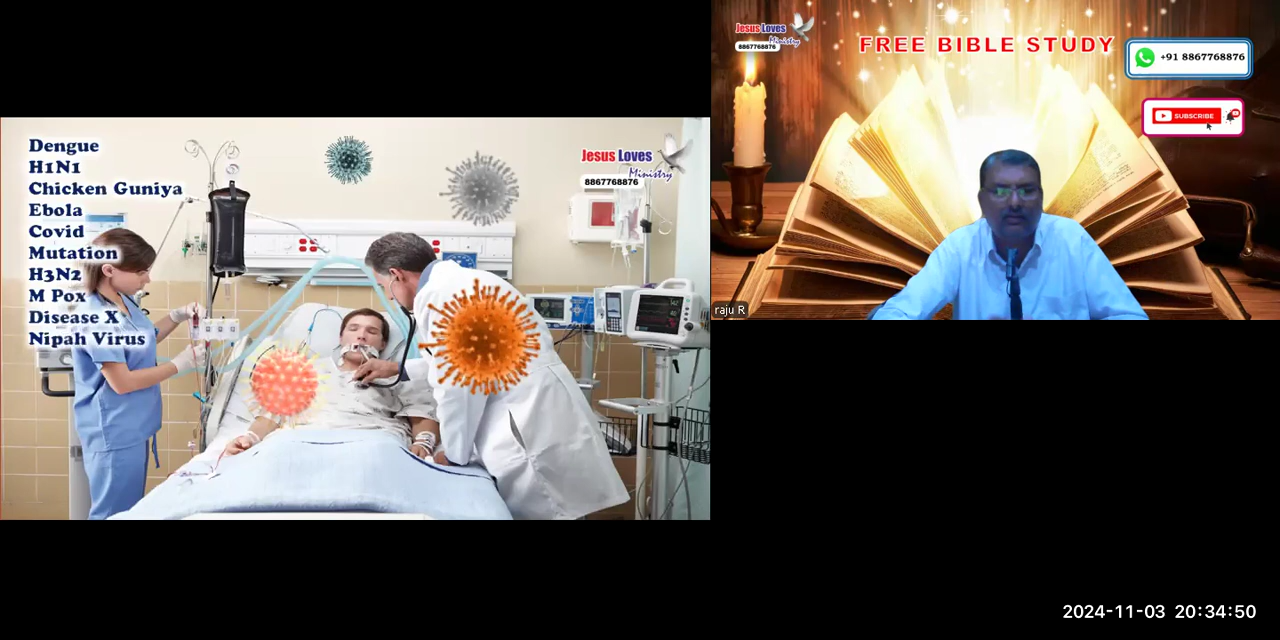 Dengue
H1N1
Chicken Guniya
Ebola
Covid
Mutation
H3N2
M Pox
Disease X
Nipah Virus
Jesus Loves
Ministry
8867768876
Jesus Loves
Ministry
8867768876
FREE BIBLE STUDY
+91 8867768876
SUBSCRIBE
raju R
2024-11-03 20:34:50